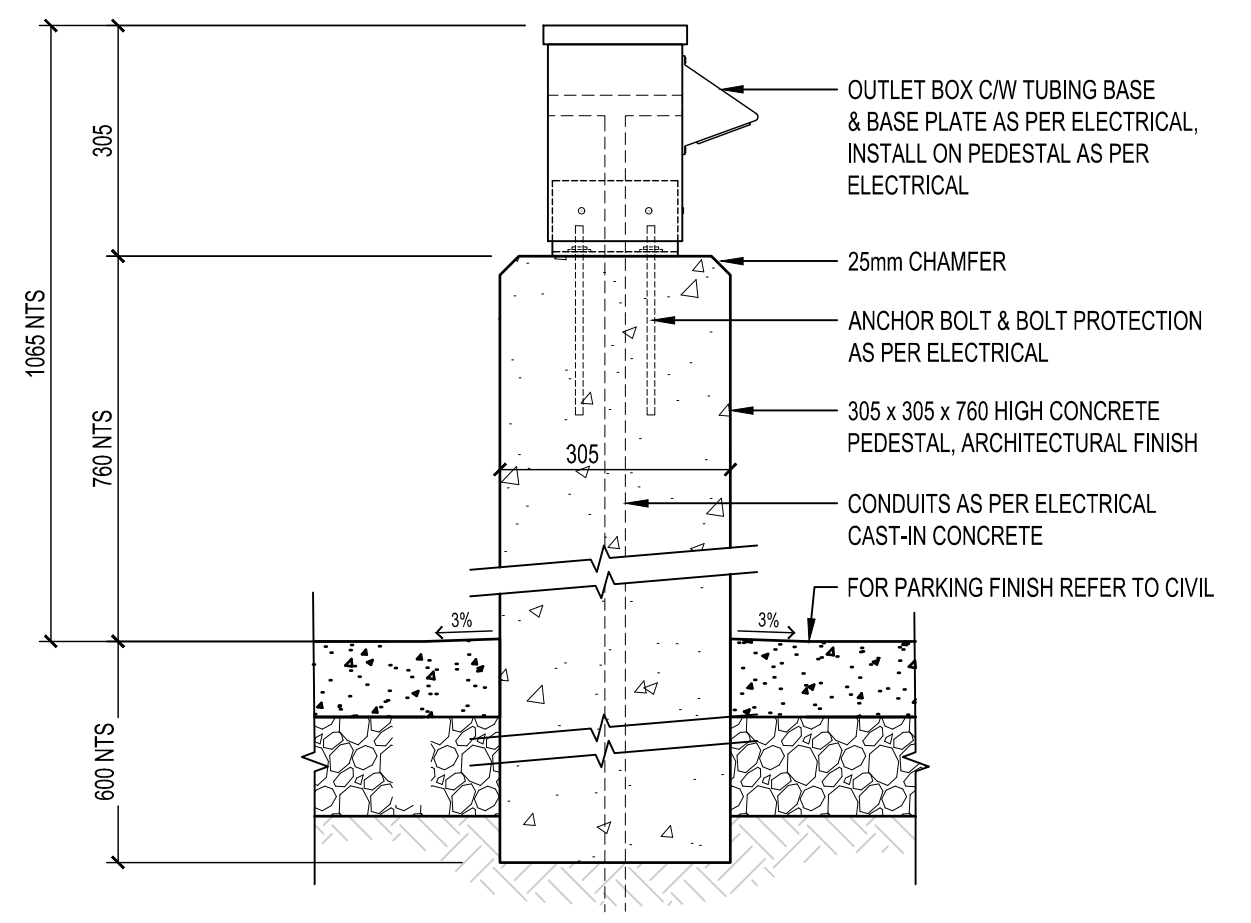 OUTLET BOX C/W TUBING BASE
& BASE PLATE AS PER ELECTRICAL,
INSTALL ON PEDESTAL AS PER
ELECTRICAL
305
25mm CHAMFER
1065 NTS
ANCHOR BOLT & BOLT PROTECTION
AS PER ELECTRICAL
760 NTS
305 x 305 x 760 HIGH CONCRETE
PEDESTAL, ARCHITECTURAL FINISH
305
CONDUITS AS PER ELECTRICAL
CAST-IN CONCRETE
FOR PARKING FINISH REFER TO CIVIL
3%
3%
600 NTS